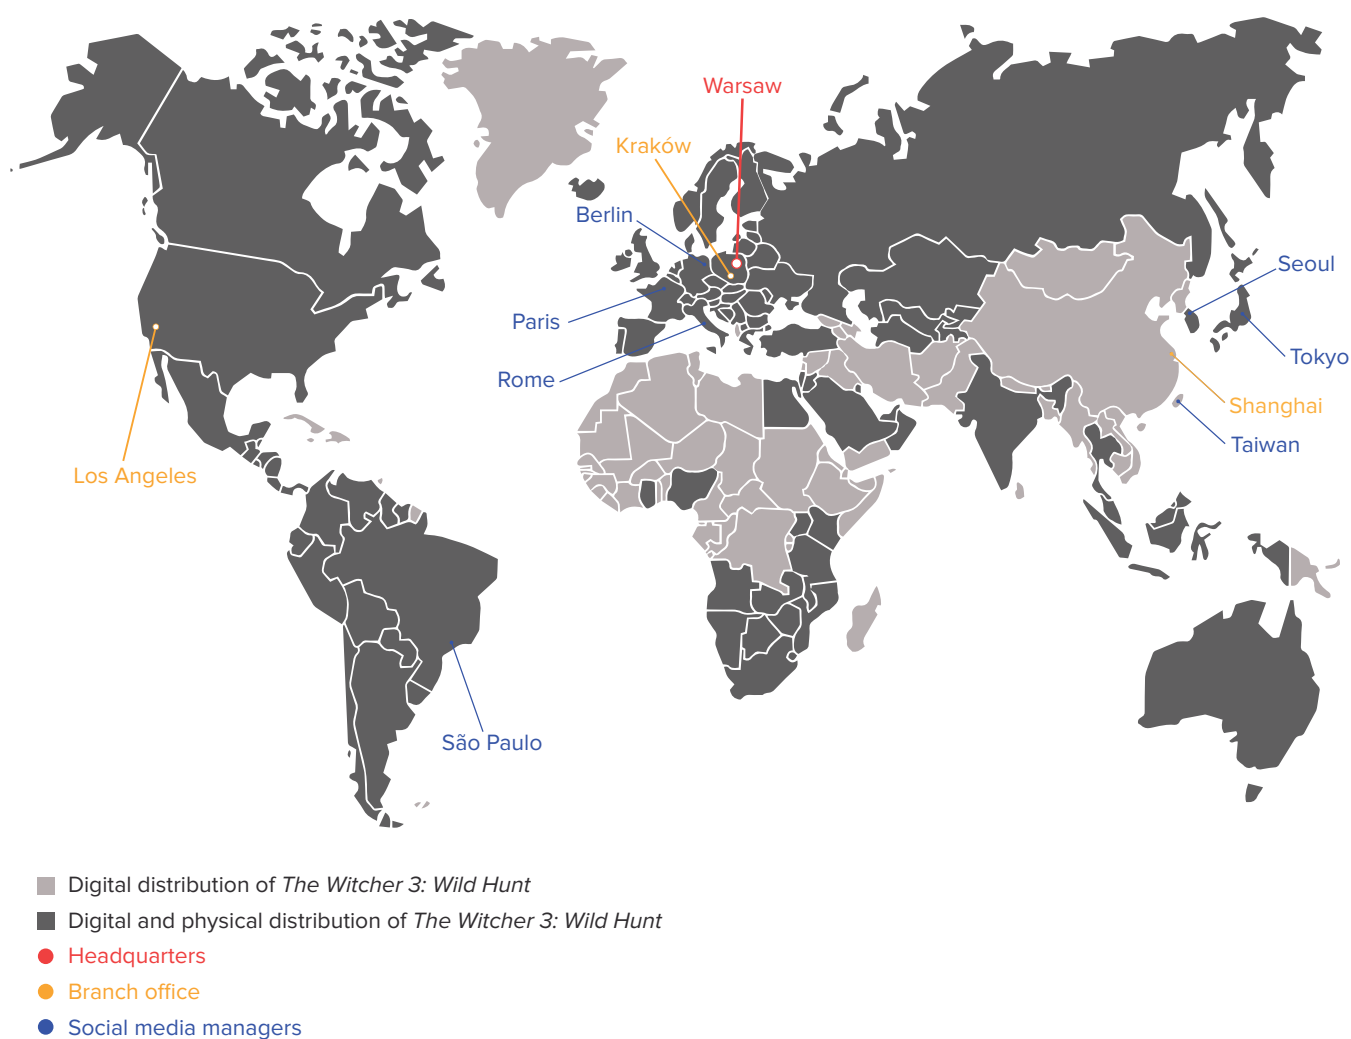 Warsaw
Kraków
Berlin
Seoul
Paris
Tokyo
Rome
Shanghai
Taiwan
Los Angeles
São Paulo
Digital distribution of The Witcher 3: Wild Hunt
Digital and physical distribution of The Witcher 3: Wild Hunt
Headquarters
Branch office
Social media managers